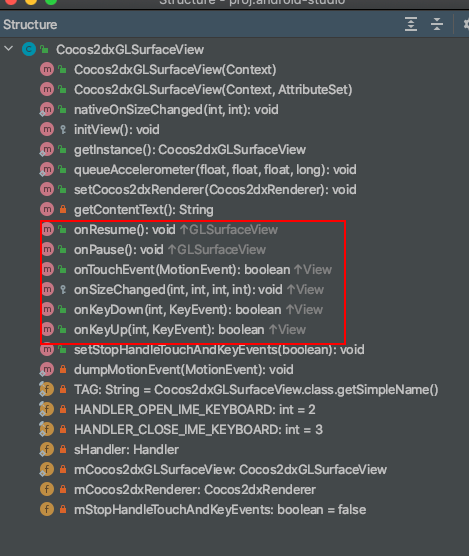 Structure - proj.android-studio
Structure
Cocos2dxGLSurfaceView
Cocos2dxGLSurfaceView(Context)
Cocos2dxGLSurfaceView(Context, AttributeSet)
nativeOnSizeChanged(int, int): void
initView(): void
getInstance(): Cocos2dxGLSurfaceView
queueAccelerometer(float, float, float, long): void
setCocos2dxRenderer(Cocos2dxRenderer): void
getContentText(): String
onResume(): void ↑GLSurfaceView
onPause(): void ↑GLSurfaceView
onTouchEvent(MotionEvent): boolean ↑View
onSizeChanged(int, int, int, int): void ↑View
onKeyDown(int, KeyEvent): boolean ↑View
onKeyUp(int, KeyEvent): boolean ↑View
setStopHandleTouchAndKeyEvents(boolean): void
dumpMotionEvent(MotionEvent): void
TAG: String = Cocos2dxGLSurfaceView.class.getSimpleName()
HANDLER_OPEN_IME_KEYBOARD: int = 2
HANDLER_CLOSE_IME_KEYBOARD: int = 3
sHandler: Handler
mCocos2dxGLSurfaceView: Cocos2dxGLSurfaceView
mCocos2dxRenderer: Cocos2dxRenderer
mStopHandleTouchAndKeyEvents: boolean = false